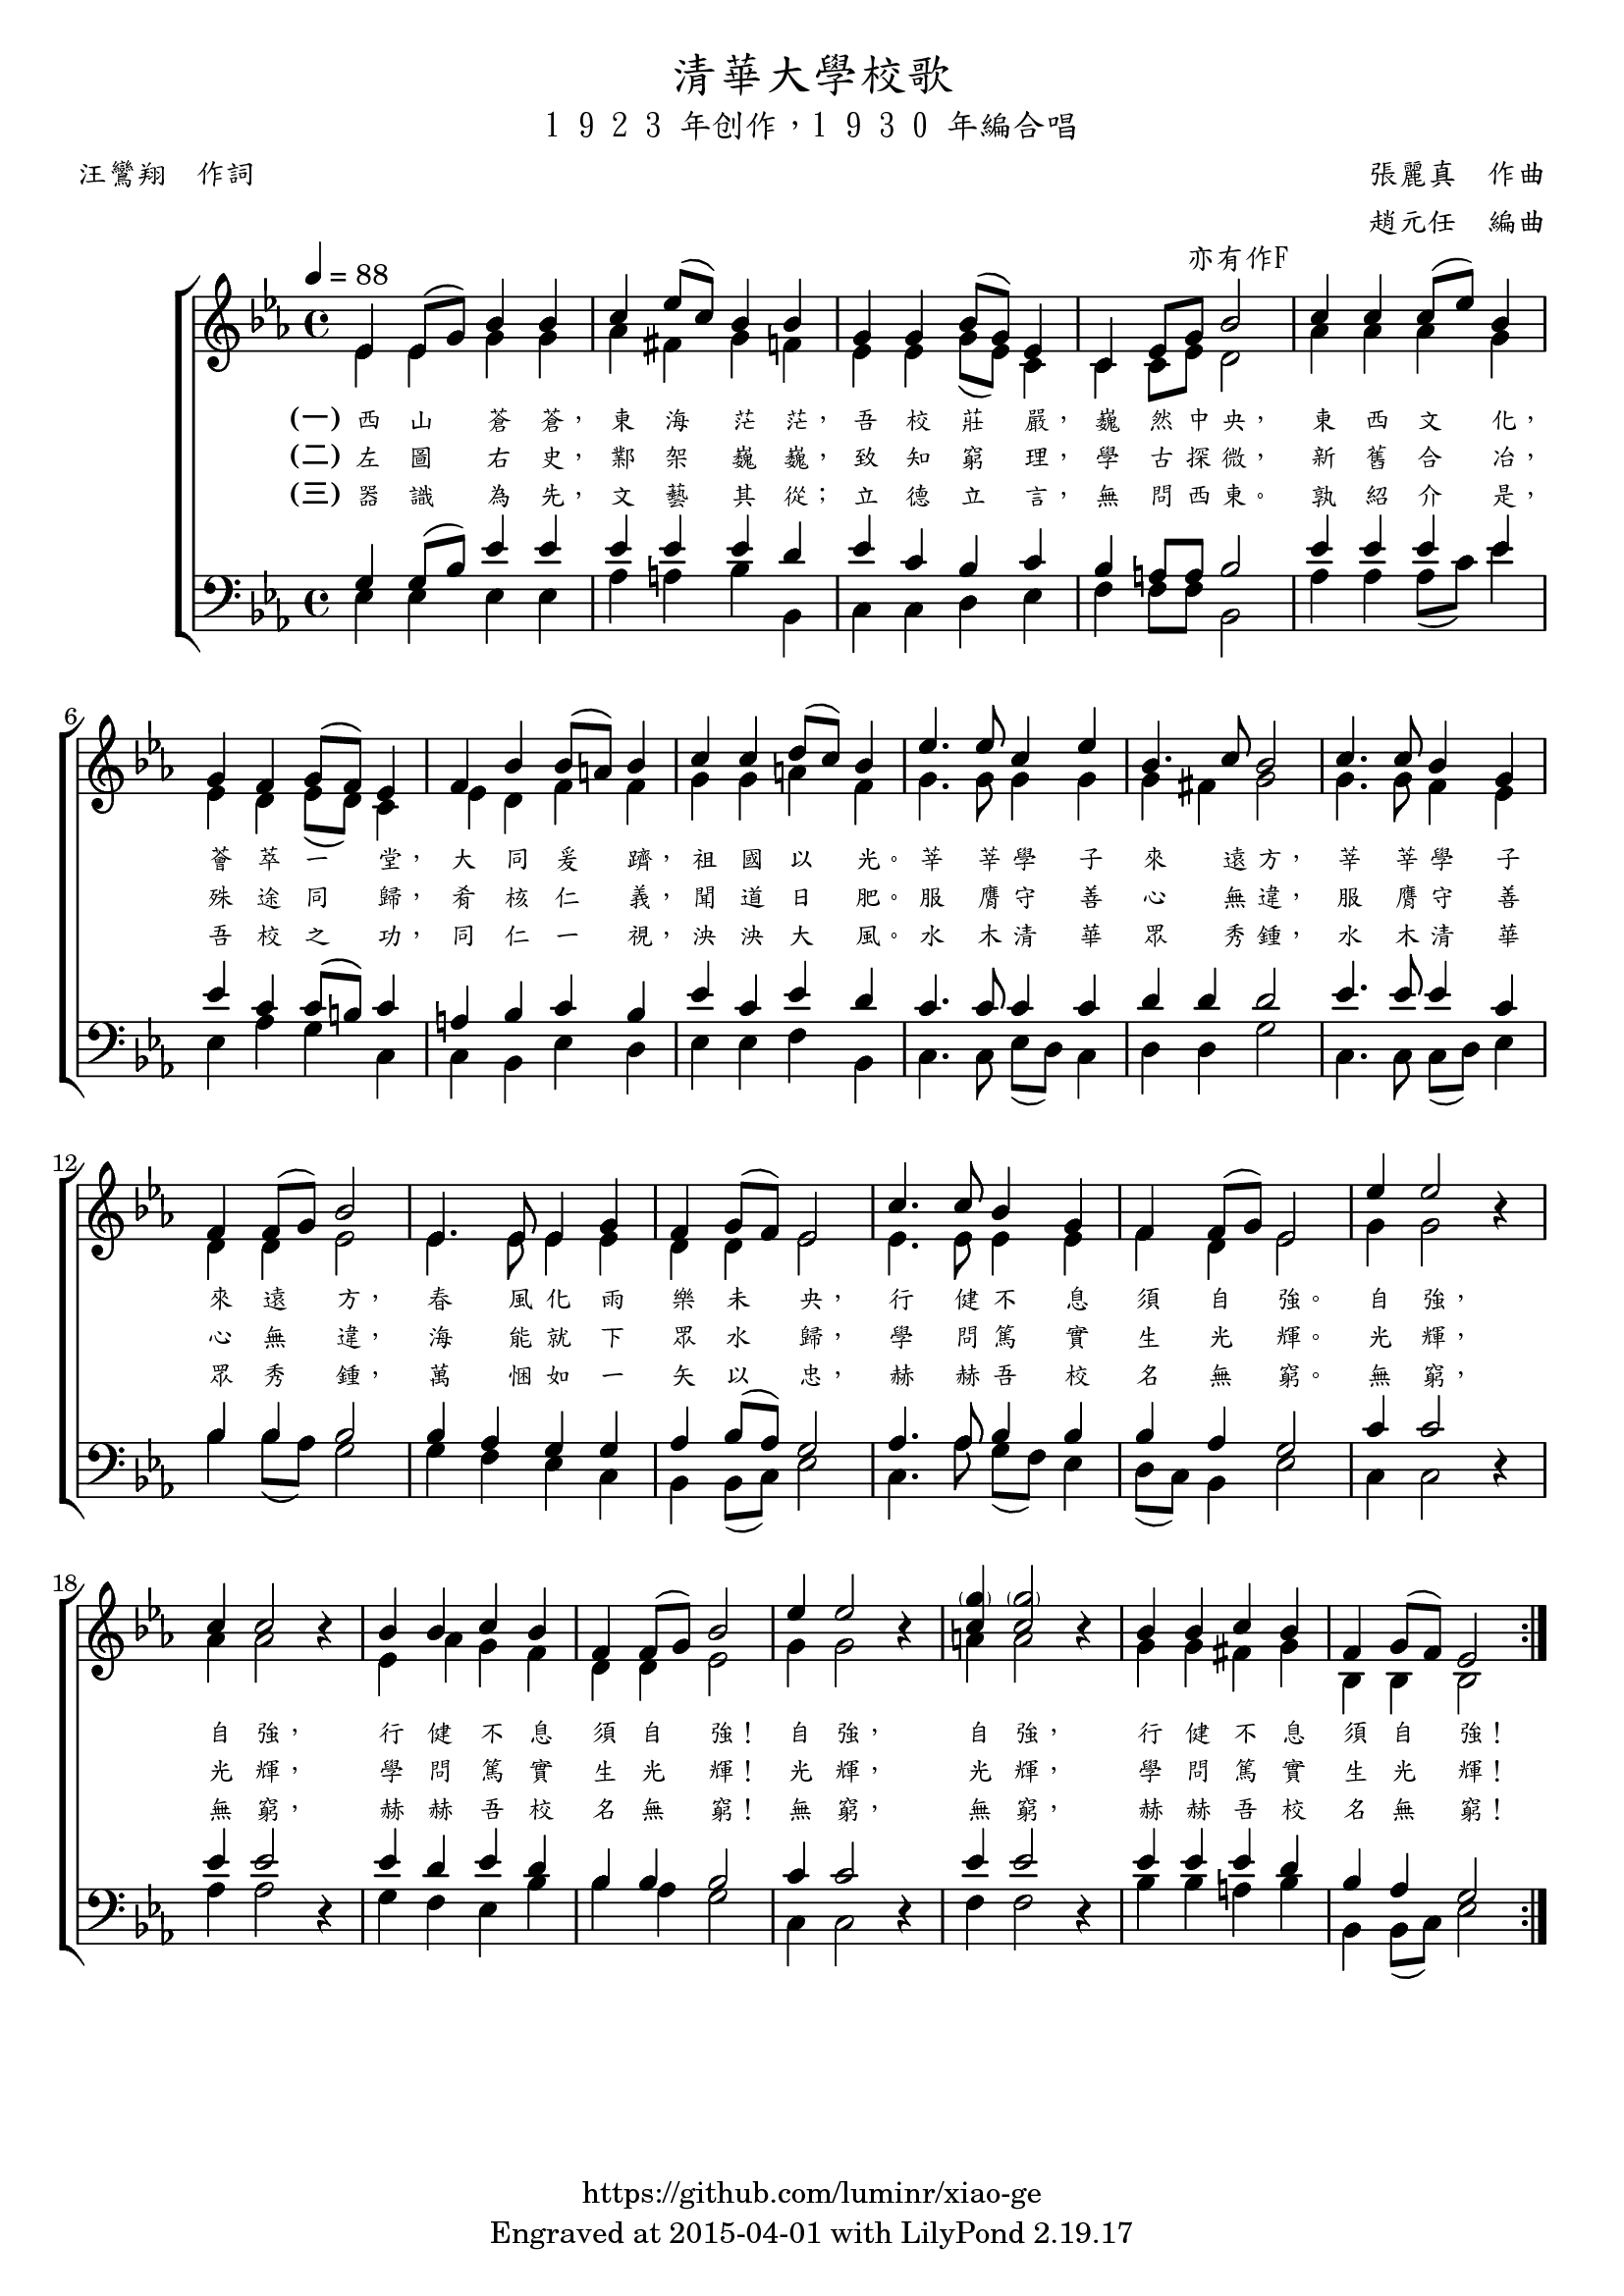 清華大學校歌
1923 年创作，1930 年編合唱
汪鸞翔　作詞
張麗真　作曲
趙元任　編曲
亦有作F
♩ = 88
(一) 西 山 蒼 蒼， 東 海 茫 茫， 吾 校 莊 嚴， 巍 然 中 央， 東 西 文 化，
(二) 左 圖 右 史， 鄴 架 巍 巍， 致 知 窮 理， 學 古 探 微， 新 舊 合 冶，
(三) 器 識 為 先， 文 藝 其 從； 立 德 立 言， 無 問 西 東。 孰 紹 介 是，
6
薈 萃 一 堂， 大 同 爰 躋， 祖 國 以 光。 莘 莘 學 子 來 遠 方， 莘 莘 學 子
殊 途 同 歸， 肴 核 仁 義， 聞 道 日 肥。 服 膺 守 善 心 無 違， 服 膺 守 善
吾 校 之 功， 同 仁 一 視， 泱 泱 大 風。 水 木 清 華 眾 秀 鍾， 水 木 清 華
12
來 遠 方， 春 風 化 雨 樂 未 央， 行 健 不 息 須 自 強。 自 強，
心 無 違， 海 能 就 下 眾 水 歸， 學 問 篤 實 生 光 輝。 光 輝，
眾 秀 鍾， 萬 悃 如 一 矢 以 忠， 赫 赫 吾 校 名 無 窮。 無 窮，
18
自 強， 行 健 不 息 須 自 強！ 自 強， 自 強， 行 健 不 息 須 自 強！
光 輝， 學 問 篤 實 生 光 輝！ 光 輝， 光 輝， 學 問 篤 實 生 光 輝！
無 窮， 赫 赫 吾 校 名 無 窮！ 無 窮， 無 窮， 赫 赫 吾 校 名 無 窮！
https://github.com/luminr/xiao-ge
Engraved at 2015-04-01 with LilyPond 2.19.17